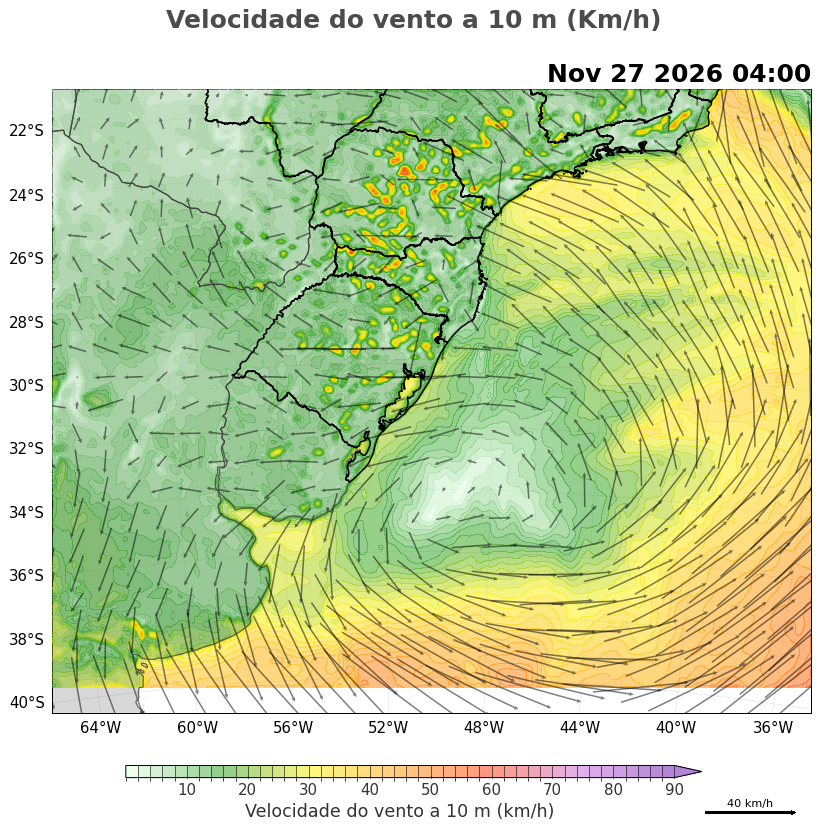 Velocidade do vento a 10 m (Km/h)
Nov 27 2026 04:00
22°S
24°S
26°S
28°S
30°S
32°S
34°S
36°S
38°S
40°S
64°W 60°W 56°W 52°W 48°W 44°W 40°W 36°W
10 20 30 40 50 60 70 80 90
Velocidade do vento a 10 m (km/h)
40 km/h